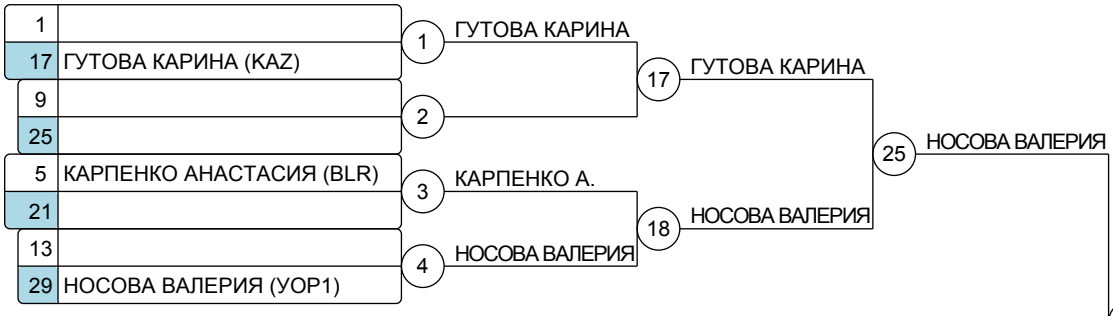 1
17 ГУТОВА КАРИНА (KAZ)
9
25
5 КАРПЕНКО АНАСТАСИЯ (BLR)
21
13
29 НОСОВА ВАЛЕРИЯ (УОР1)
1 ГУТОВА КАРИНА
2
3 КАРПЕНКО А.
4 НОСОВА ВАЛЕРИЯ
17 ГУТОВА КАРИНА
18 НОСОВА ВАЛЕРИЯ
25 НОСОВА ВАЛЕРИЯ